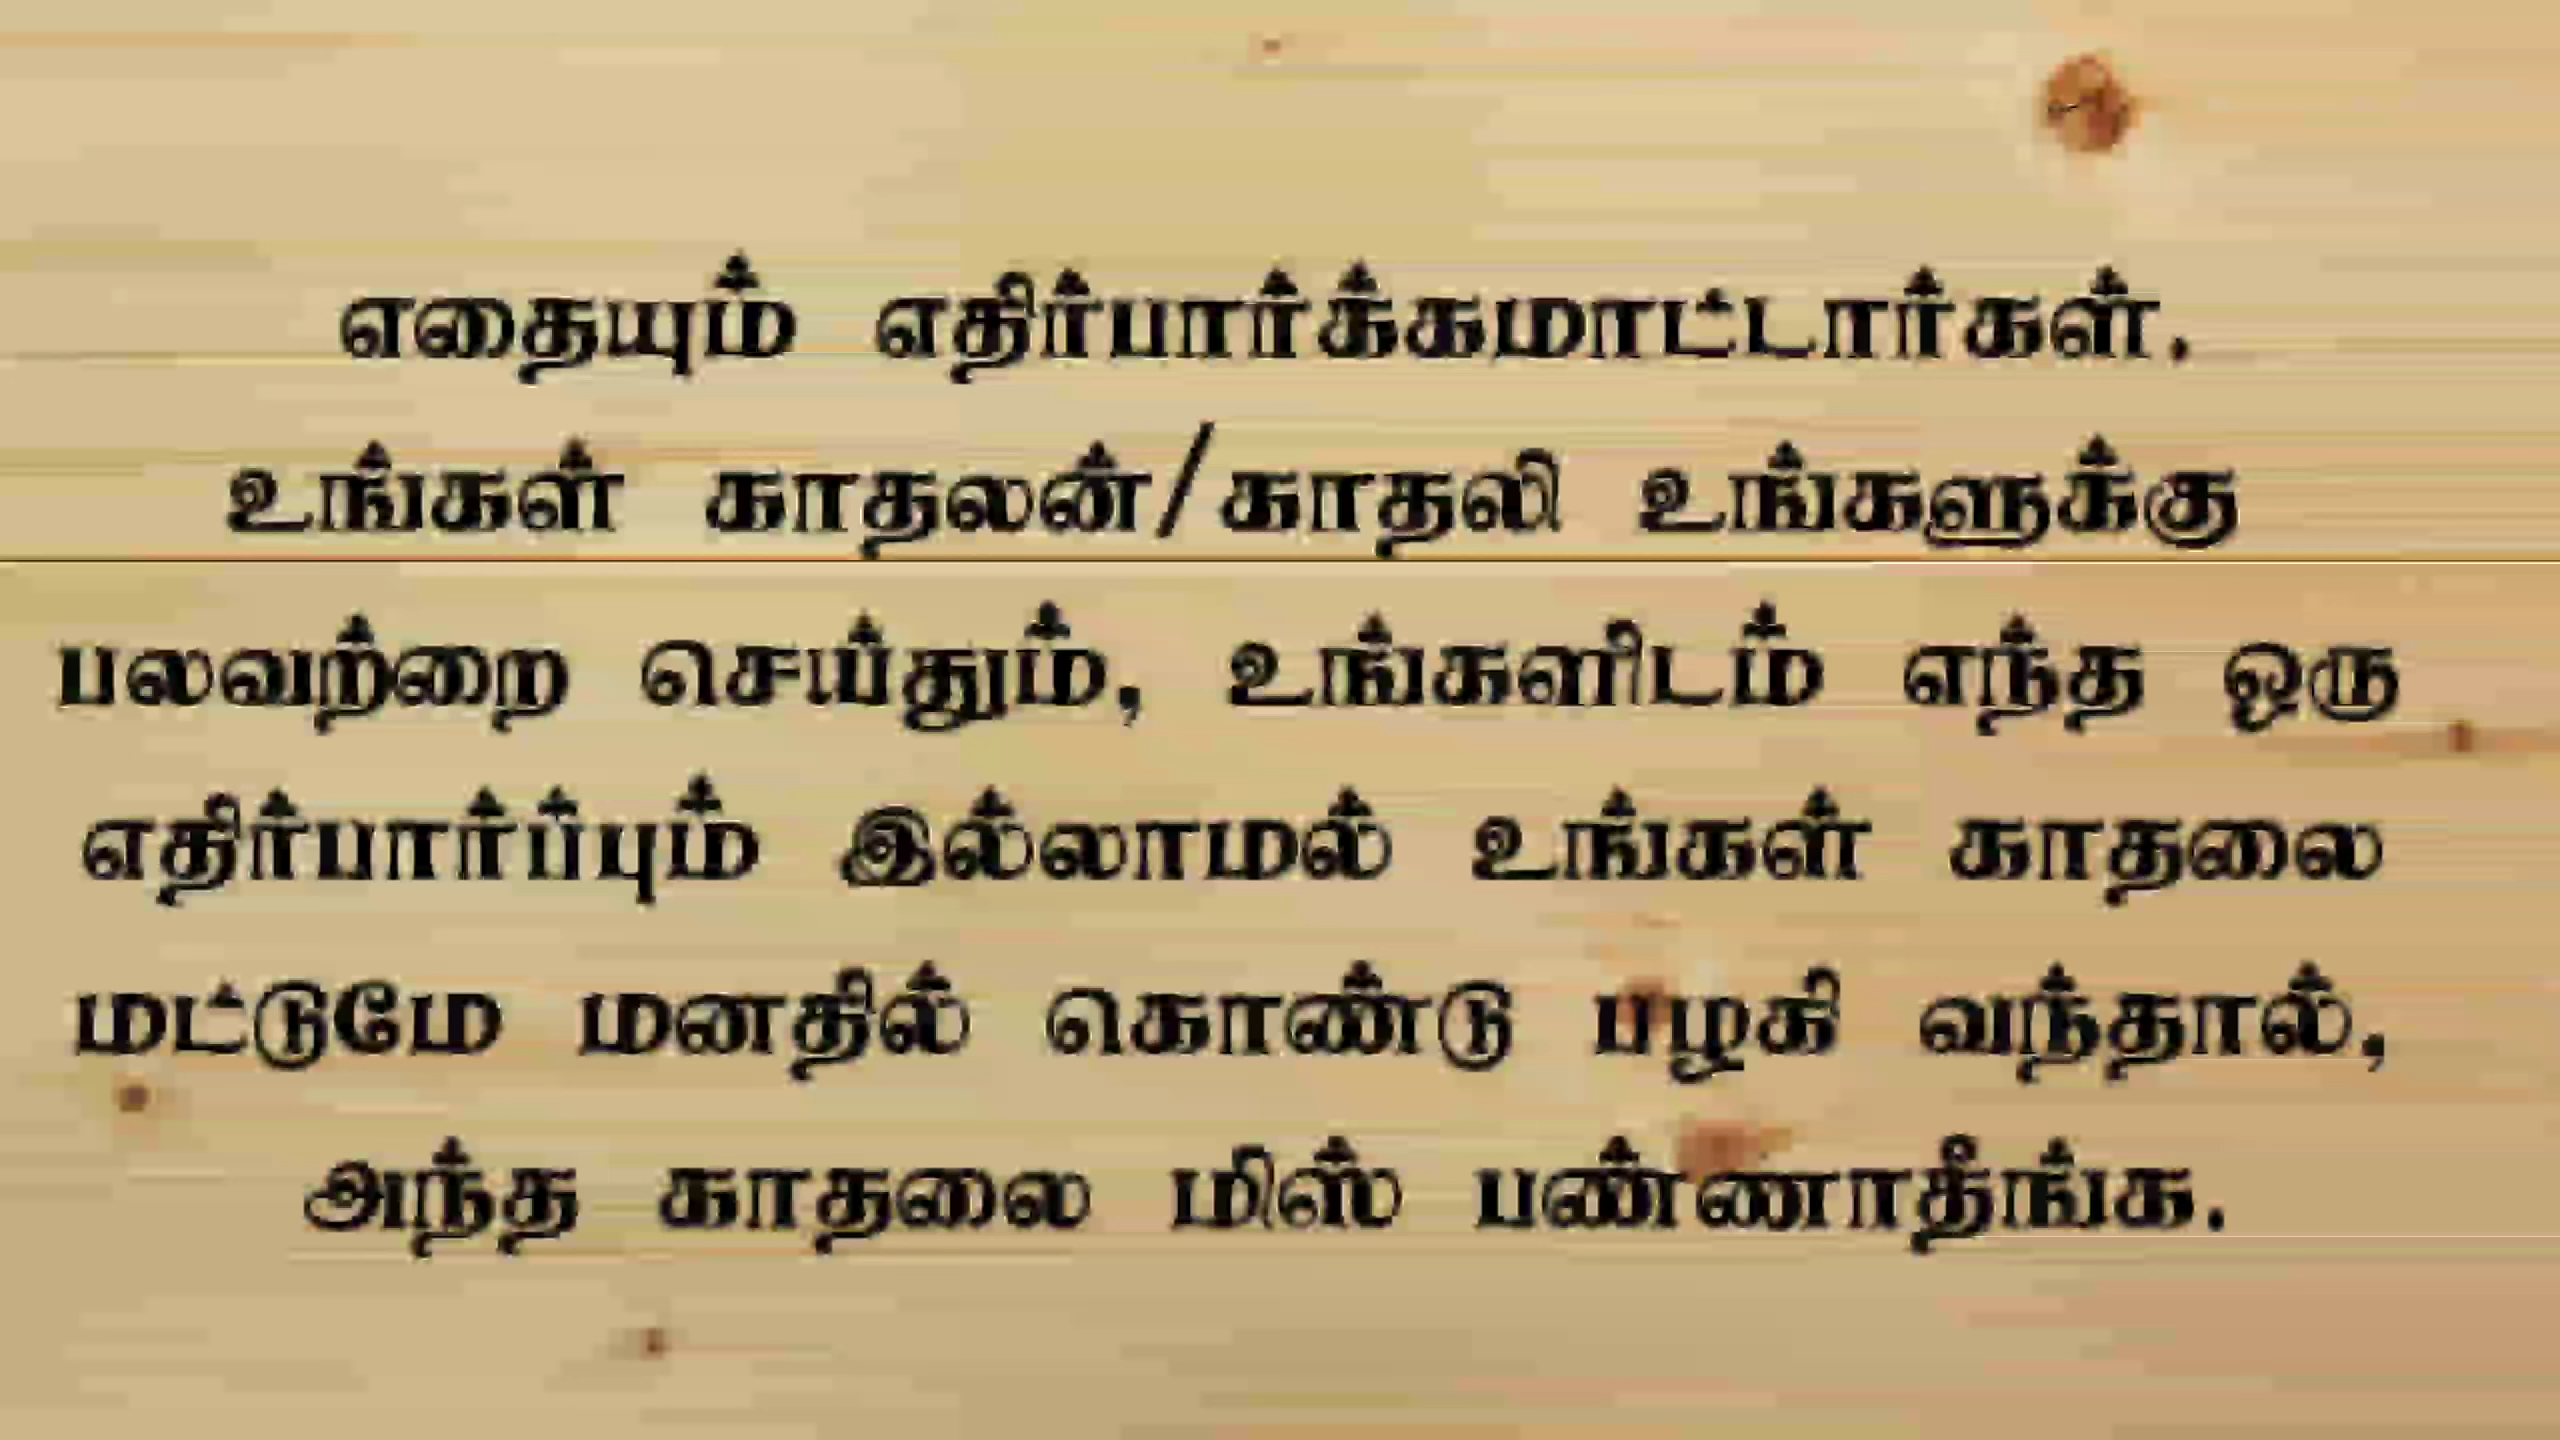 எதையும் எதிர்பார்க்கமாட்டார்கள்.
உங்கள் காதலன்/காதலி உங்களுக்கு
பலவற்றை செய்தும், உங்களிடம் எந்த ஒரு
எதிர்பார்ப்பும் இல்லாமல் உங்கள் காதலை
மட்டுமே மனதில் கொண்டு பழகி வந்தால்,
அந்த காதலை மிஸ் பண்ணாதீங்க.